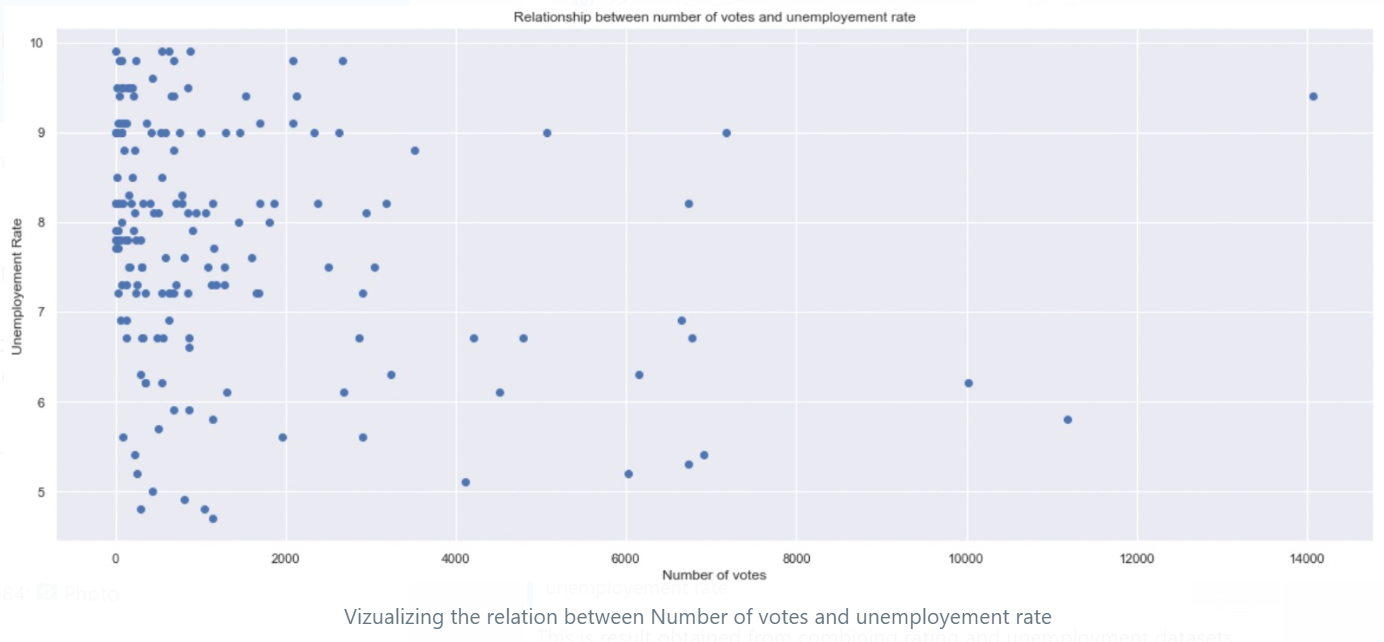 Relationship between number of votes and unemployement rate
10
9
8
7
6
5
Unemployement Rate
0 2000 4000 6000 8000 10000 12000 14000
Number of votes
84: Photo
unemployement rate
Vizualizing the relation between Number of votes and unemployement rate
This is result obtained from combining rating and unemployment datasets